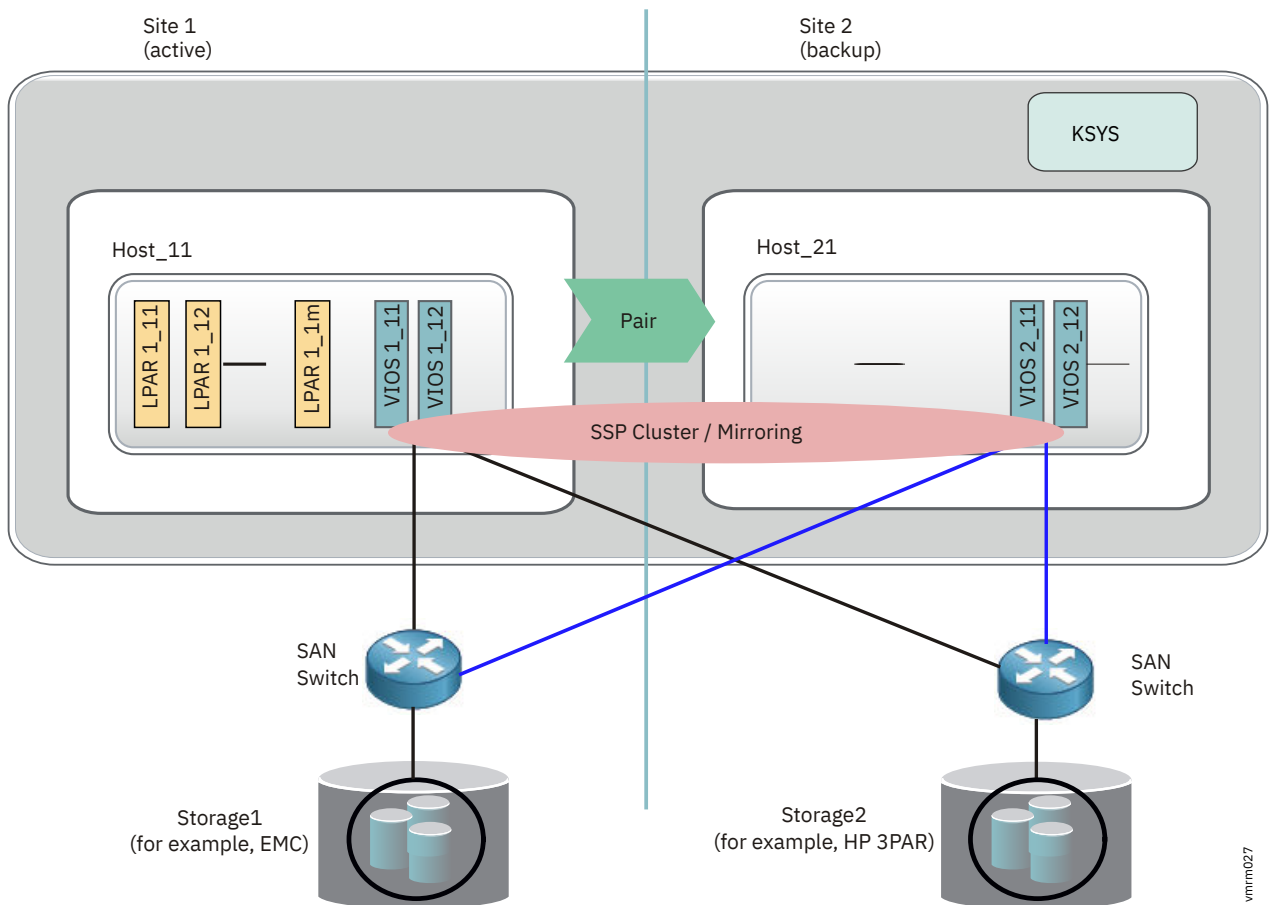 Site 1
(active)
Site 2
(backup)
KSYS
Host_11
Host_21
LPAR 1_11
LPAR 1_12
LPAR 1_1m
VIOS 1_11
VIOS 1_12
Pair
VIOS 2_11
VIOS 2_12
SSP Cluster / Mirroring
SAN
Switch
SAN
Switch
Storage1
(for example, EMC)
Storage2
(for example, HP 3PAR)
vmrm027